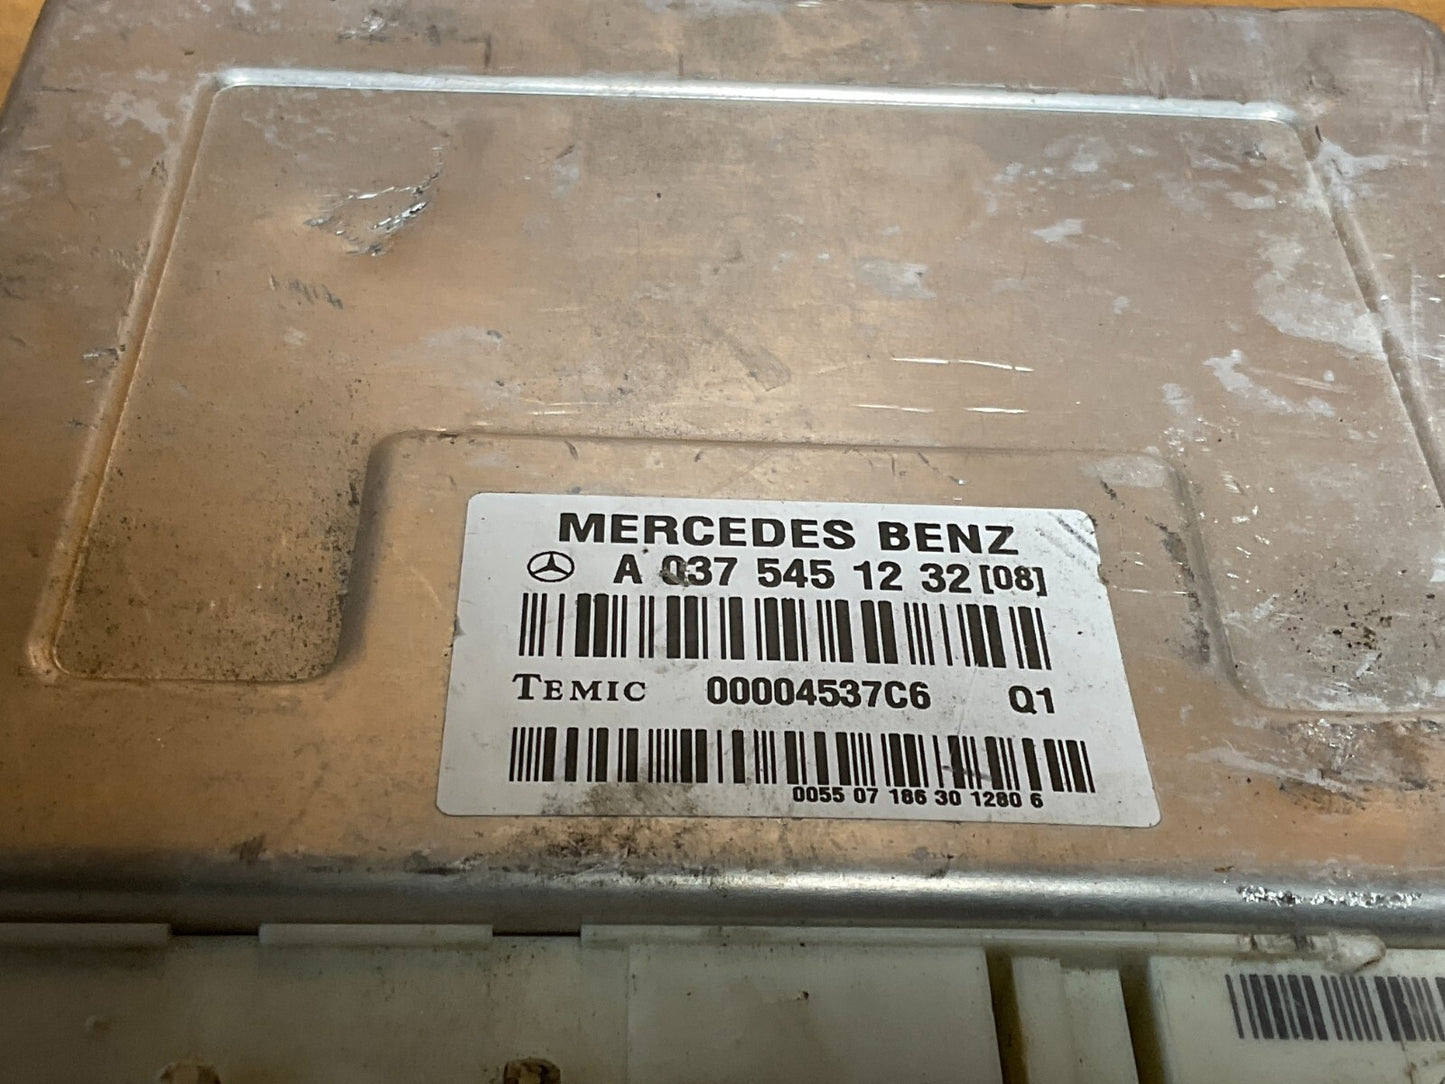 MERCEDES BENZ
A 037 545 12 32 [08]
TEMIC 00004537C6 Q1
0055 07 186 30 1280 6